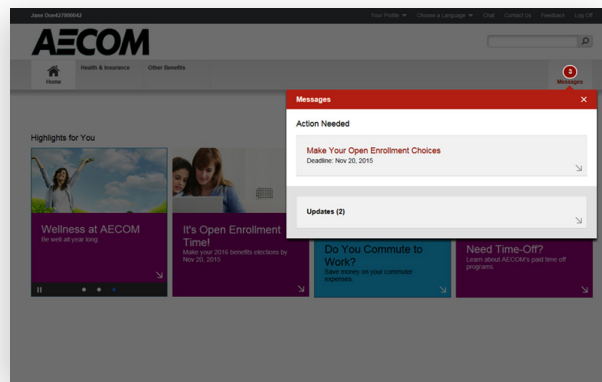 Jane One427000042
Your Profile
Choose a Language
Chat
Contact Us
Feedback
Log Off
AECOM
Home
Health & Insurance
Other Benefits
3
Messages
Messages
Action Needed
Make Your Open Enrollment Choices
Deadline: Nov 20, 2015
Updates (2)
Highlights for You
Wellness at AECOM
Be well all year long.
It's Open Enrollment
Time!
Make your 2016 benefits elections by
Nov 20, 2015
Do You Commute to
Work?
Save money on your commuter
expenses.
Need Time-Off?
Learn about AECOM's paid time off
programs.